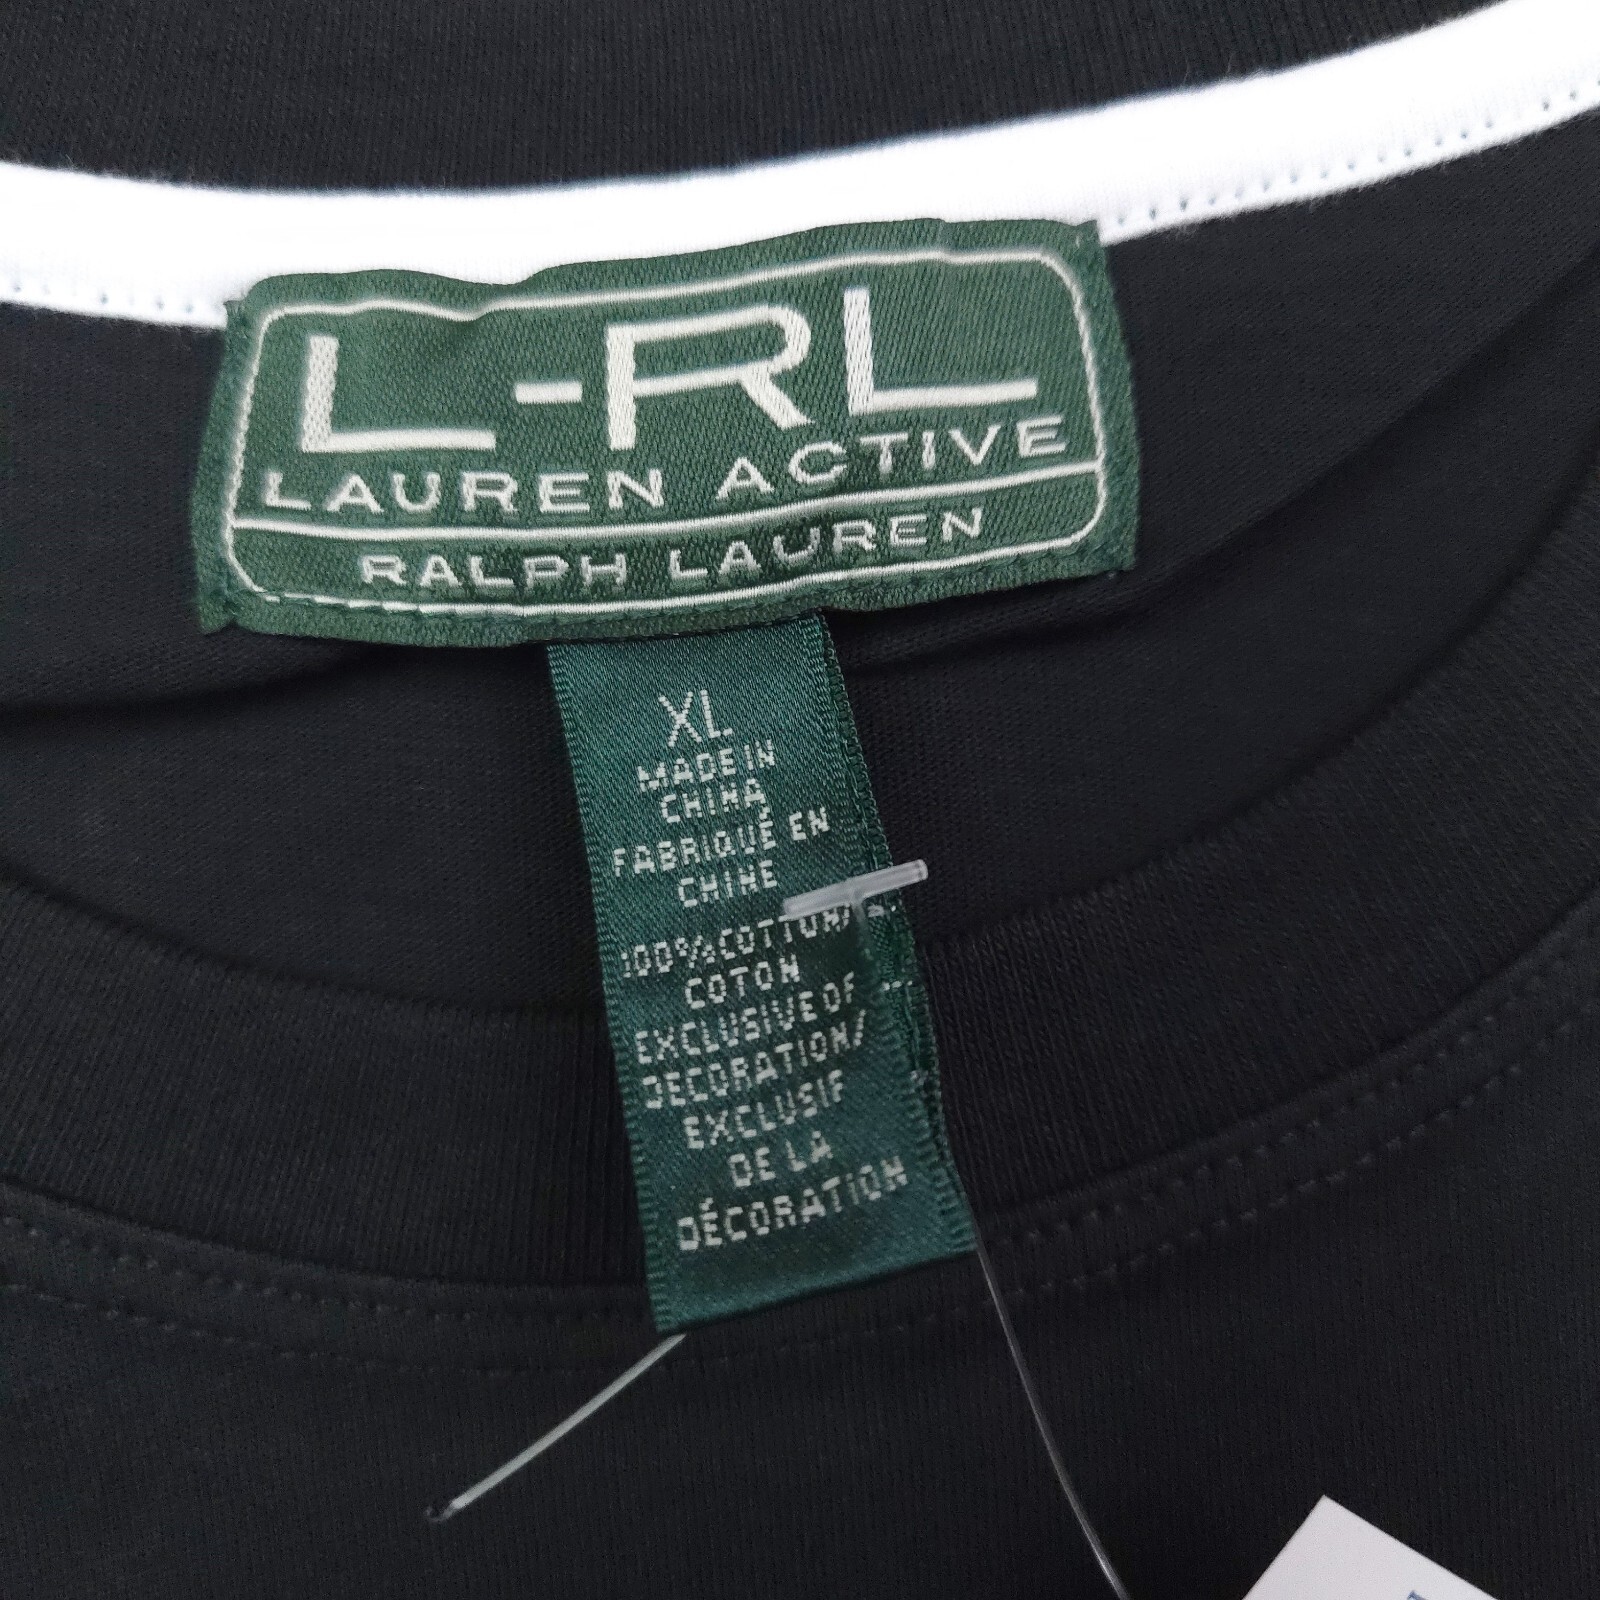 L-RL
LAUREN ACTIVE
RALPH LAUREN
XL
MADE IN
CHINA
FABRIQUÉ EN
CHINE
100% COTTON/
COTON
EXCLUSIVE OF
DECORATION/
EXCLUSIF
DE LA
DÉCORATION